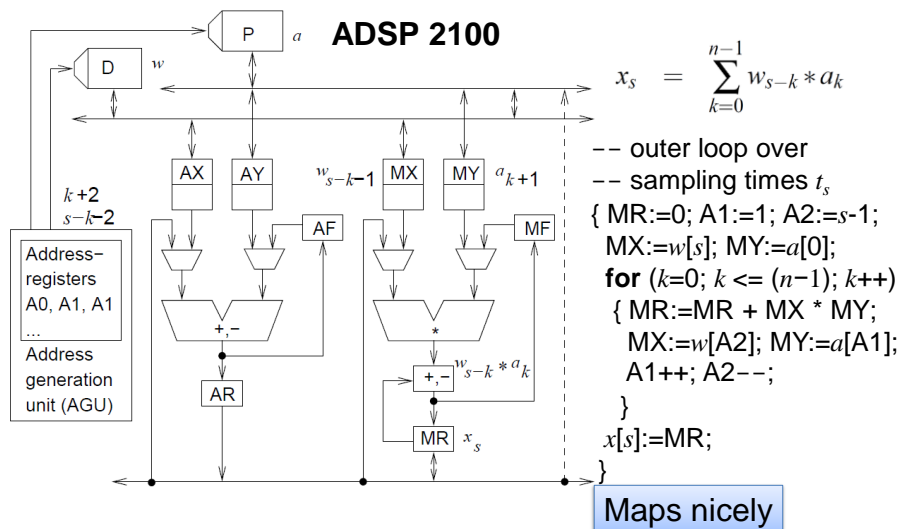 ADSP 2100
P
a
D
w
AX
AY
w_{s-k-1}
MX
MY
a_{k+1}
k+2
s-k-2
AF
MF
Address-
registers
A0, A1, A1
...
Address
generation
unit (AGU)
+,-
*
AR
+,-
w_{s-k} * a_k
MR
x_s
x_s = \sum_{k=0}^{n-1} w_{s-k} * a_k
-- outer loop over
-- sampling times t_s
{ MR:=0; A1:=1; A2:=s-1;
MX:=w[s]; MY:=a[0];
for (k=0; k <= (n-1); k++)
{ MR:=MR + MX * MY;
MX:=w[A2]; MY:=a[A1];
A1++; A2--;
}
x[s]:=MR;
}
Maps nicely